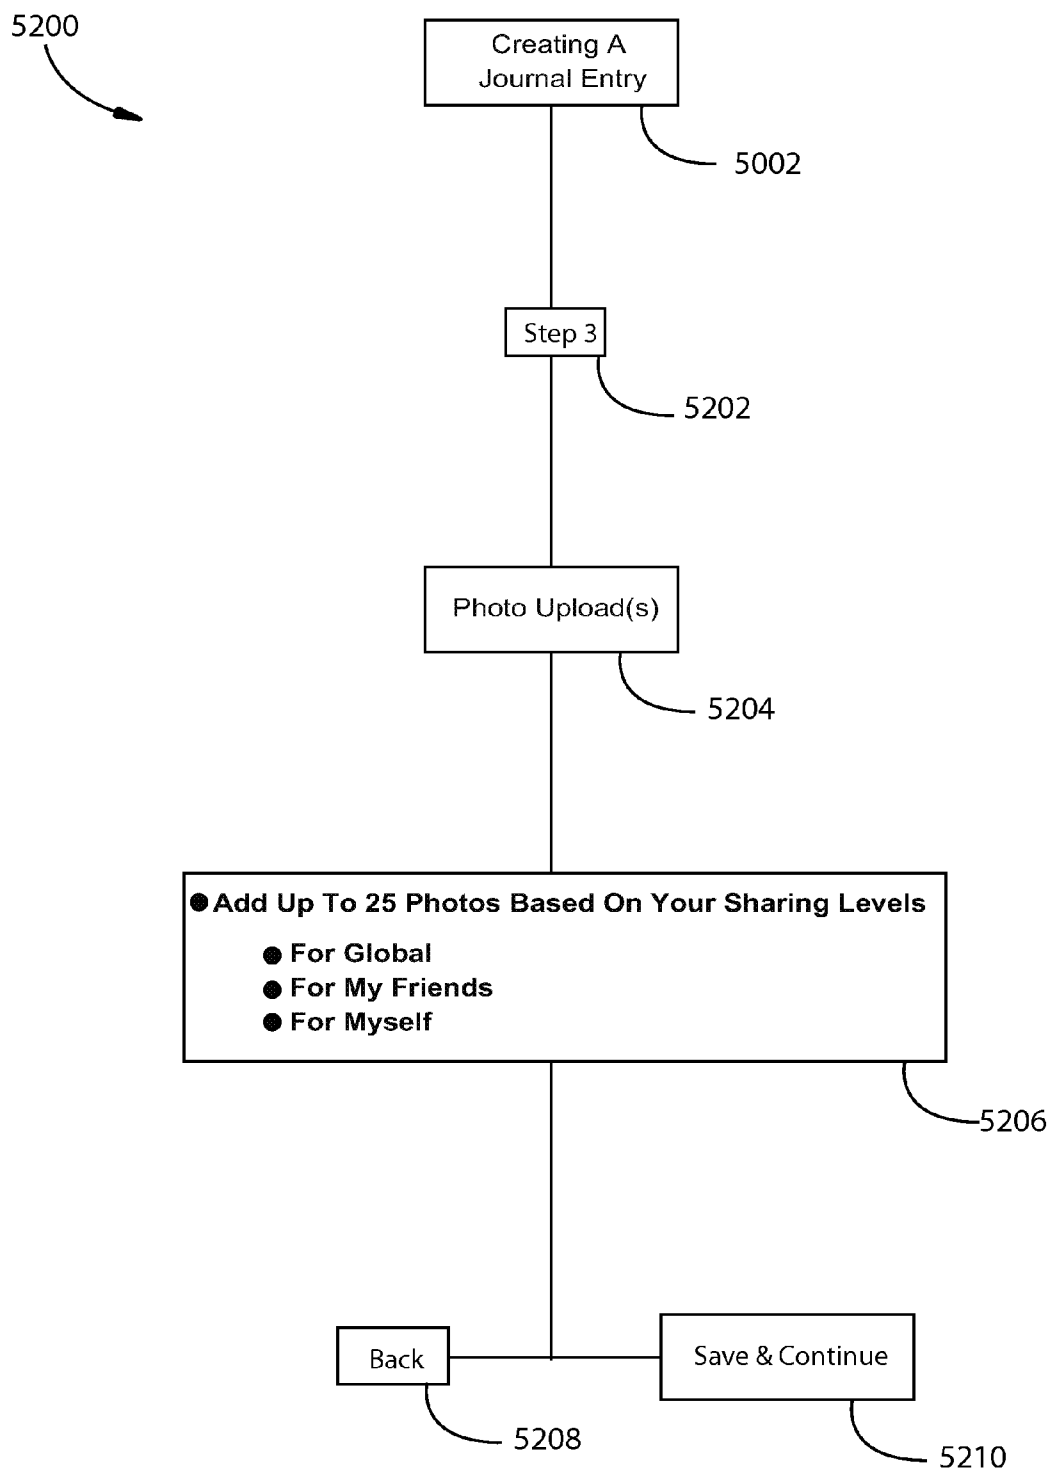 5200
Creating A
Journal Entry
5002
Step 3
5202
Photo Upload(s)
5204
● Add Up To 25 Photos Based On Your Sharing Levels
● For Global
● For My Friends
● For Myself
5206
Back
Save & Continue
5208
5210